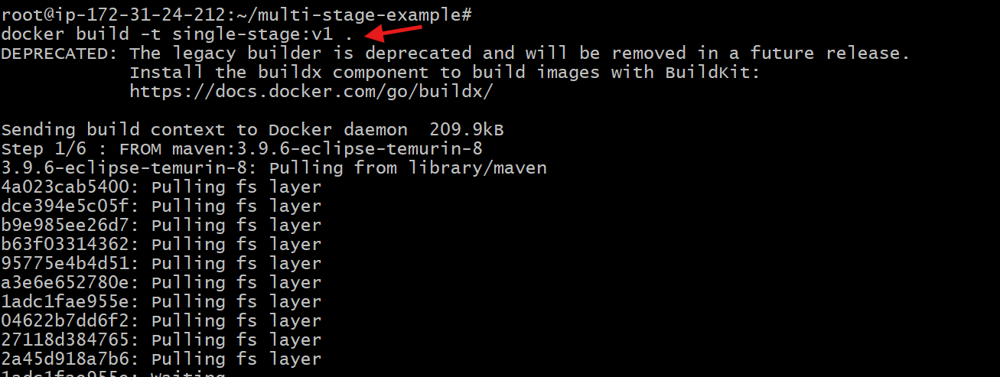 root@ip-172-31-24-212:~/multi-stage-example#
docker build -t single-stage:v1 .
DEPRECATED: The legacy builder is deprecated and will be removed in a future release.
            Install the buildx component to build images with BuildKit:
            https://docs.docker.com/go/buildx/

Sending build context to Docker daemon  209.9kB
Step 1/6 : FROM maven:3.9.6-eclipse-temurin-8
3.9.6-eclipse-temurin-8: Pulling from library/maven
4a023cab5400: Pulling fs layer
dce394e5c05f: Pulling fs layer
b9e985ee26d7: Pulling fs layer
b63f03314362: Pulling fs layer
95775e4b4d51: Pulling fs layer
a3e6e652780e: Pulling fs layer
1adc1fae955e: Pulling fs layer
04622b7dd6f2: Pulling fs layer
27118d384765: Pulling fs layer
2a45d918a7b6: Pulling fs layer
1adc1fae955e: Waiting